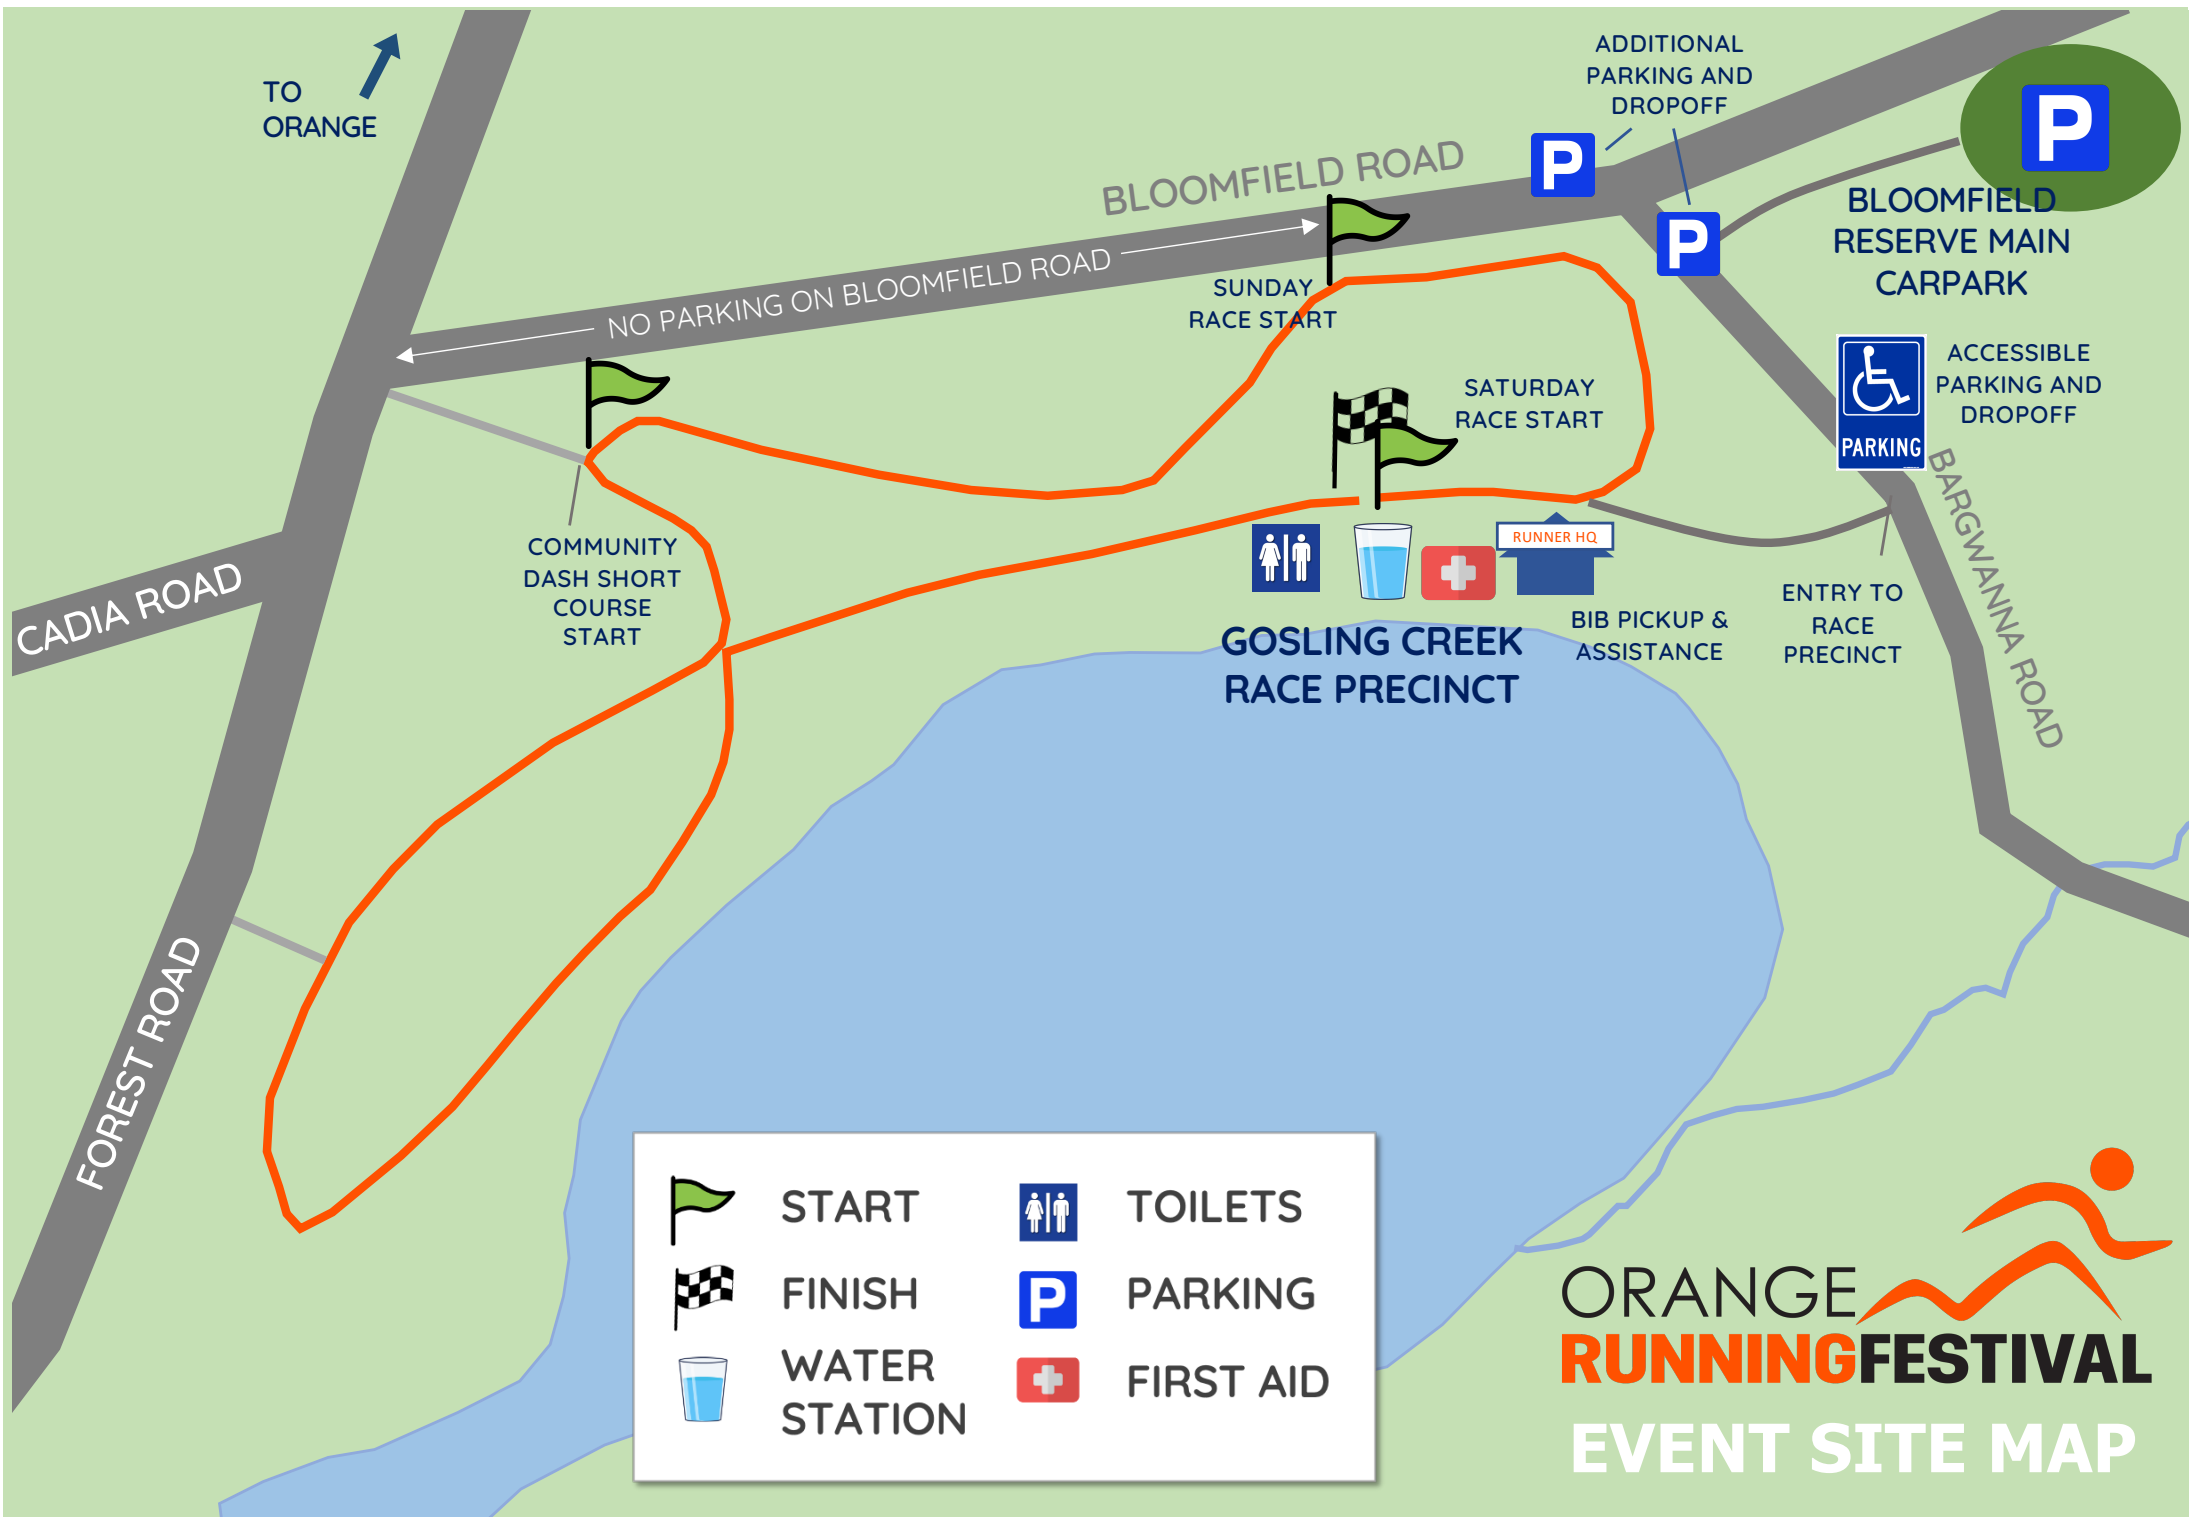 TO
ORANGE
ADDITIONAL
PARKING AND
DROPOFF
P
BLOOMFIELD ROAD
P
P
BLOOMFIELD
RESERVE MAIN
CARPARK
NO PARKING ON BLOOMFIELD ROAD
SUNDAY
RACE START
SATURDAY
RACE START
ACCESSIBLE
PARKING AND
DROPOFF
PARKING
BARGWANNA ROAD
COMMUNITY
DASH SHORT
COURSE
START
CADIA ROAD
RUNNER HQ
BIB PICKUP &
ASSISTANCE
ENTRY TO
RACE
PRECINCT
GOSLING CREEK
RACE PRECINCT
FOREST ROAD
START
FINISH
WATER
STATION
TOILETS
P
PARKING
FIRST AID
ORANGE
RUNNINGFESTIVAL
EVENT SITE MAP